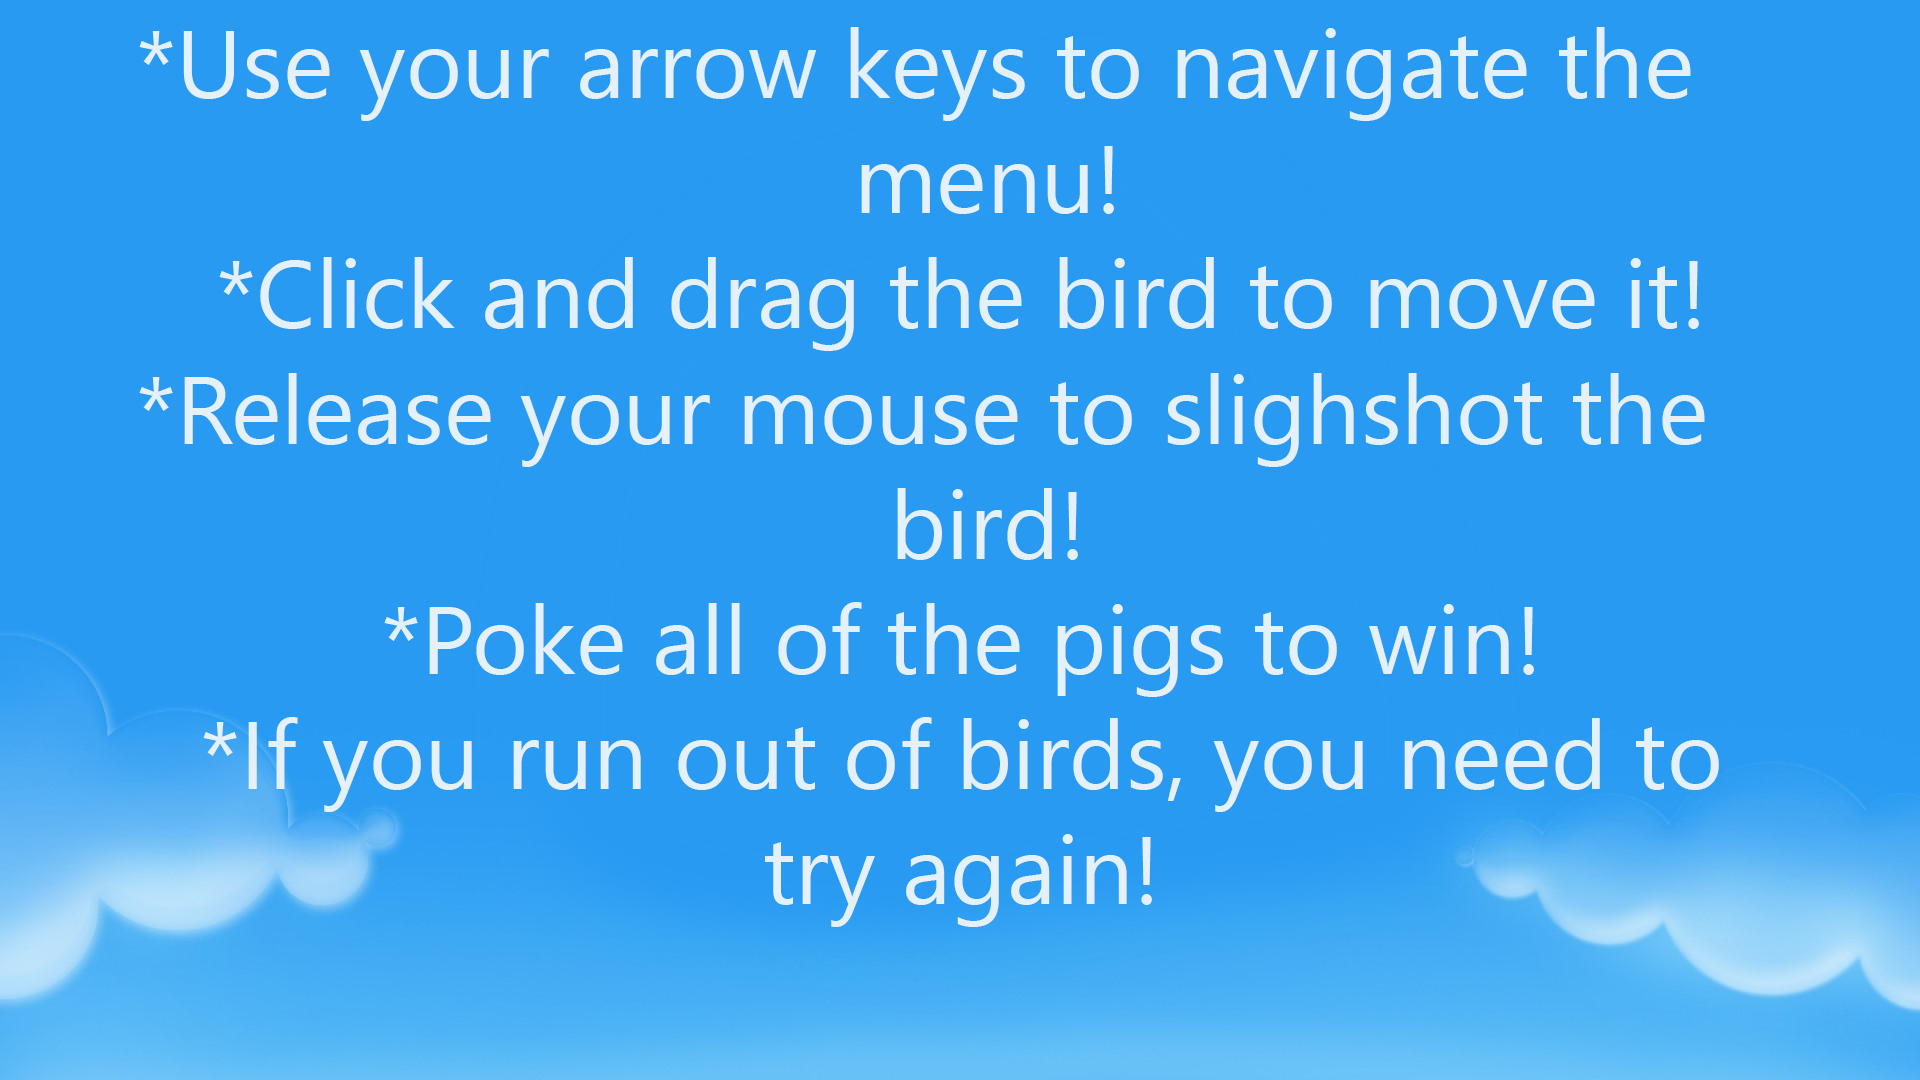 *Use your arrow keys to navigate the
menu!
*Click and drag the bird to move it!
*Release your mouse to slighshot the
bird!
*Poke all of the pigs to win!
*If you run out of birds, you need to
try again!